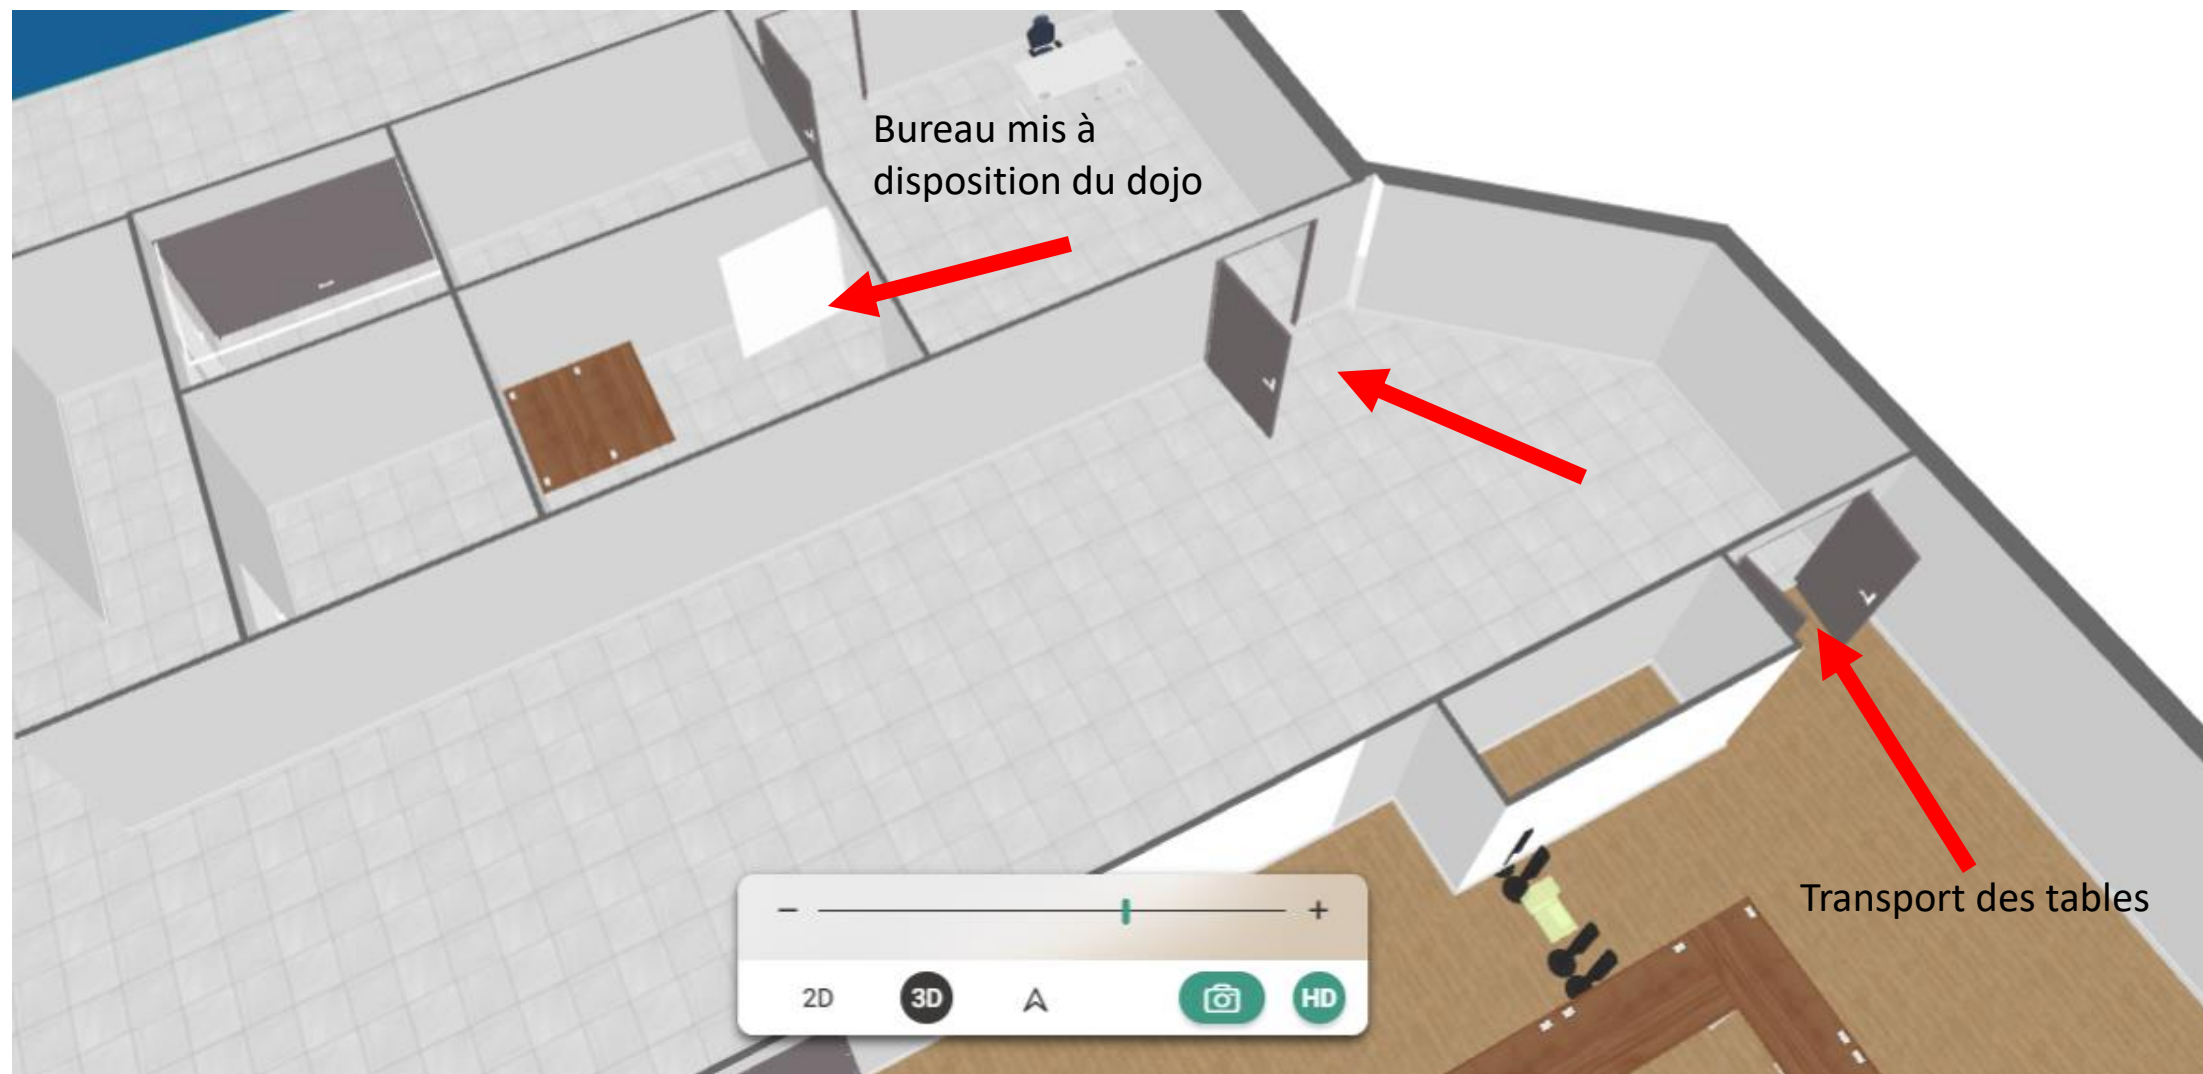 Bureau mis à
disposition du dojo
Transport des tables
2D
3D
HD